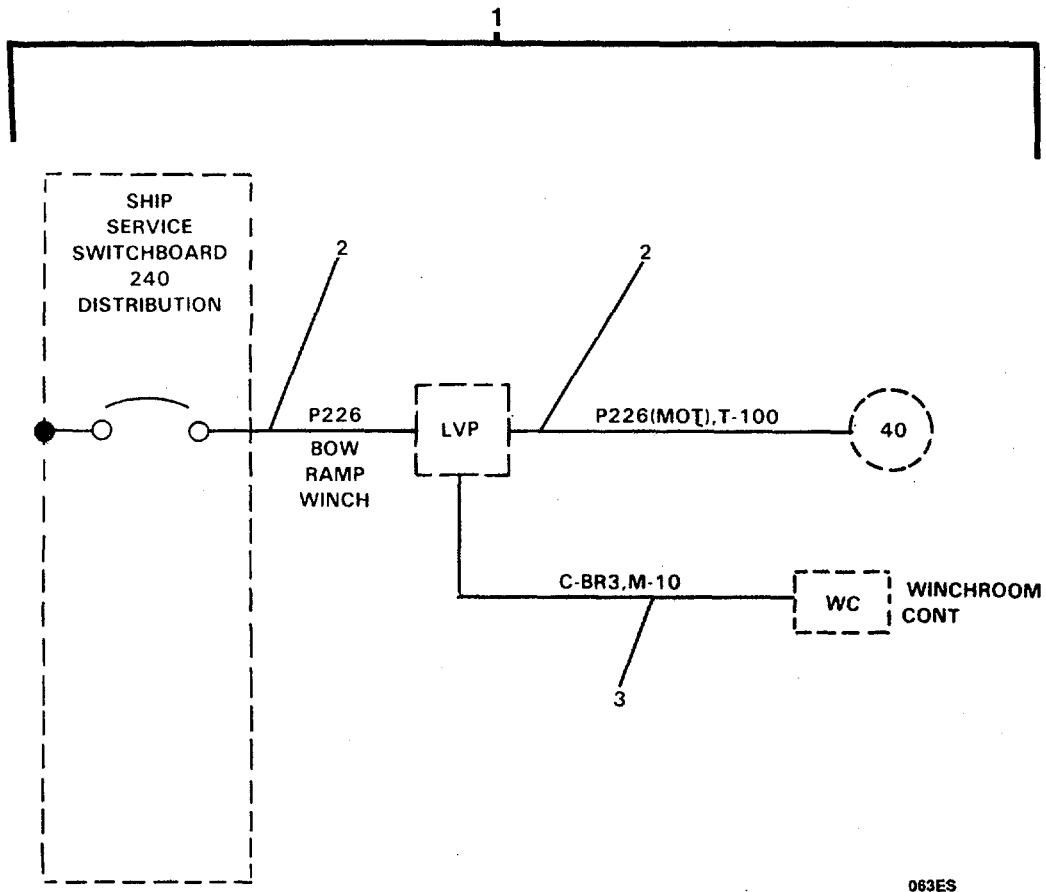 1
SHIP
SERVICE
SWITCHBOARD
240
DISTRIBUTION
2
2
P226
BOW
RAMP
WINCH
LVP
P226(MOT),T-100
40
C-BR3,M-10
WC
WINCHROOM
CONT
3
063ES